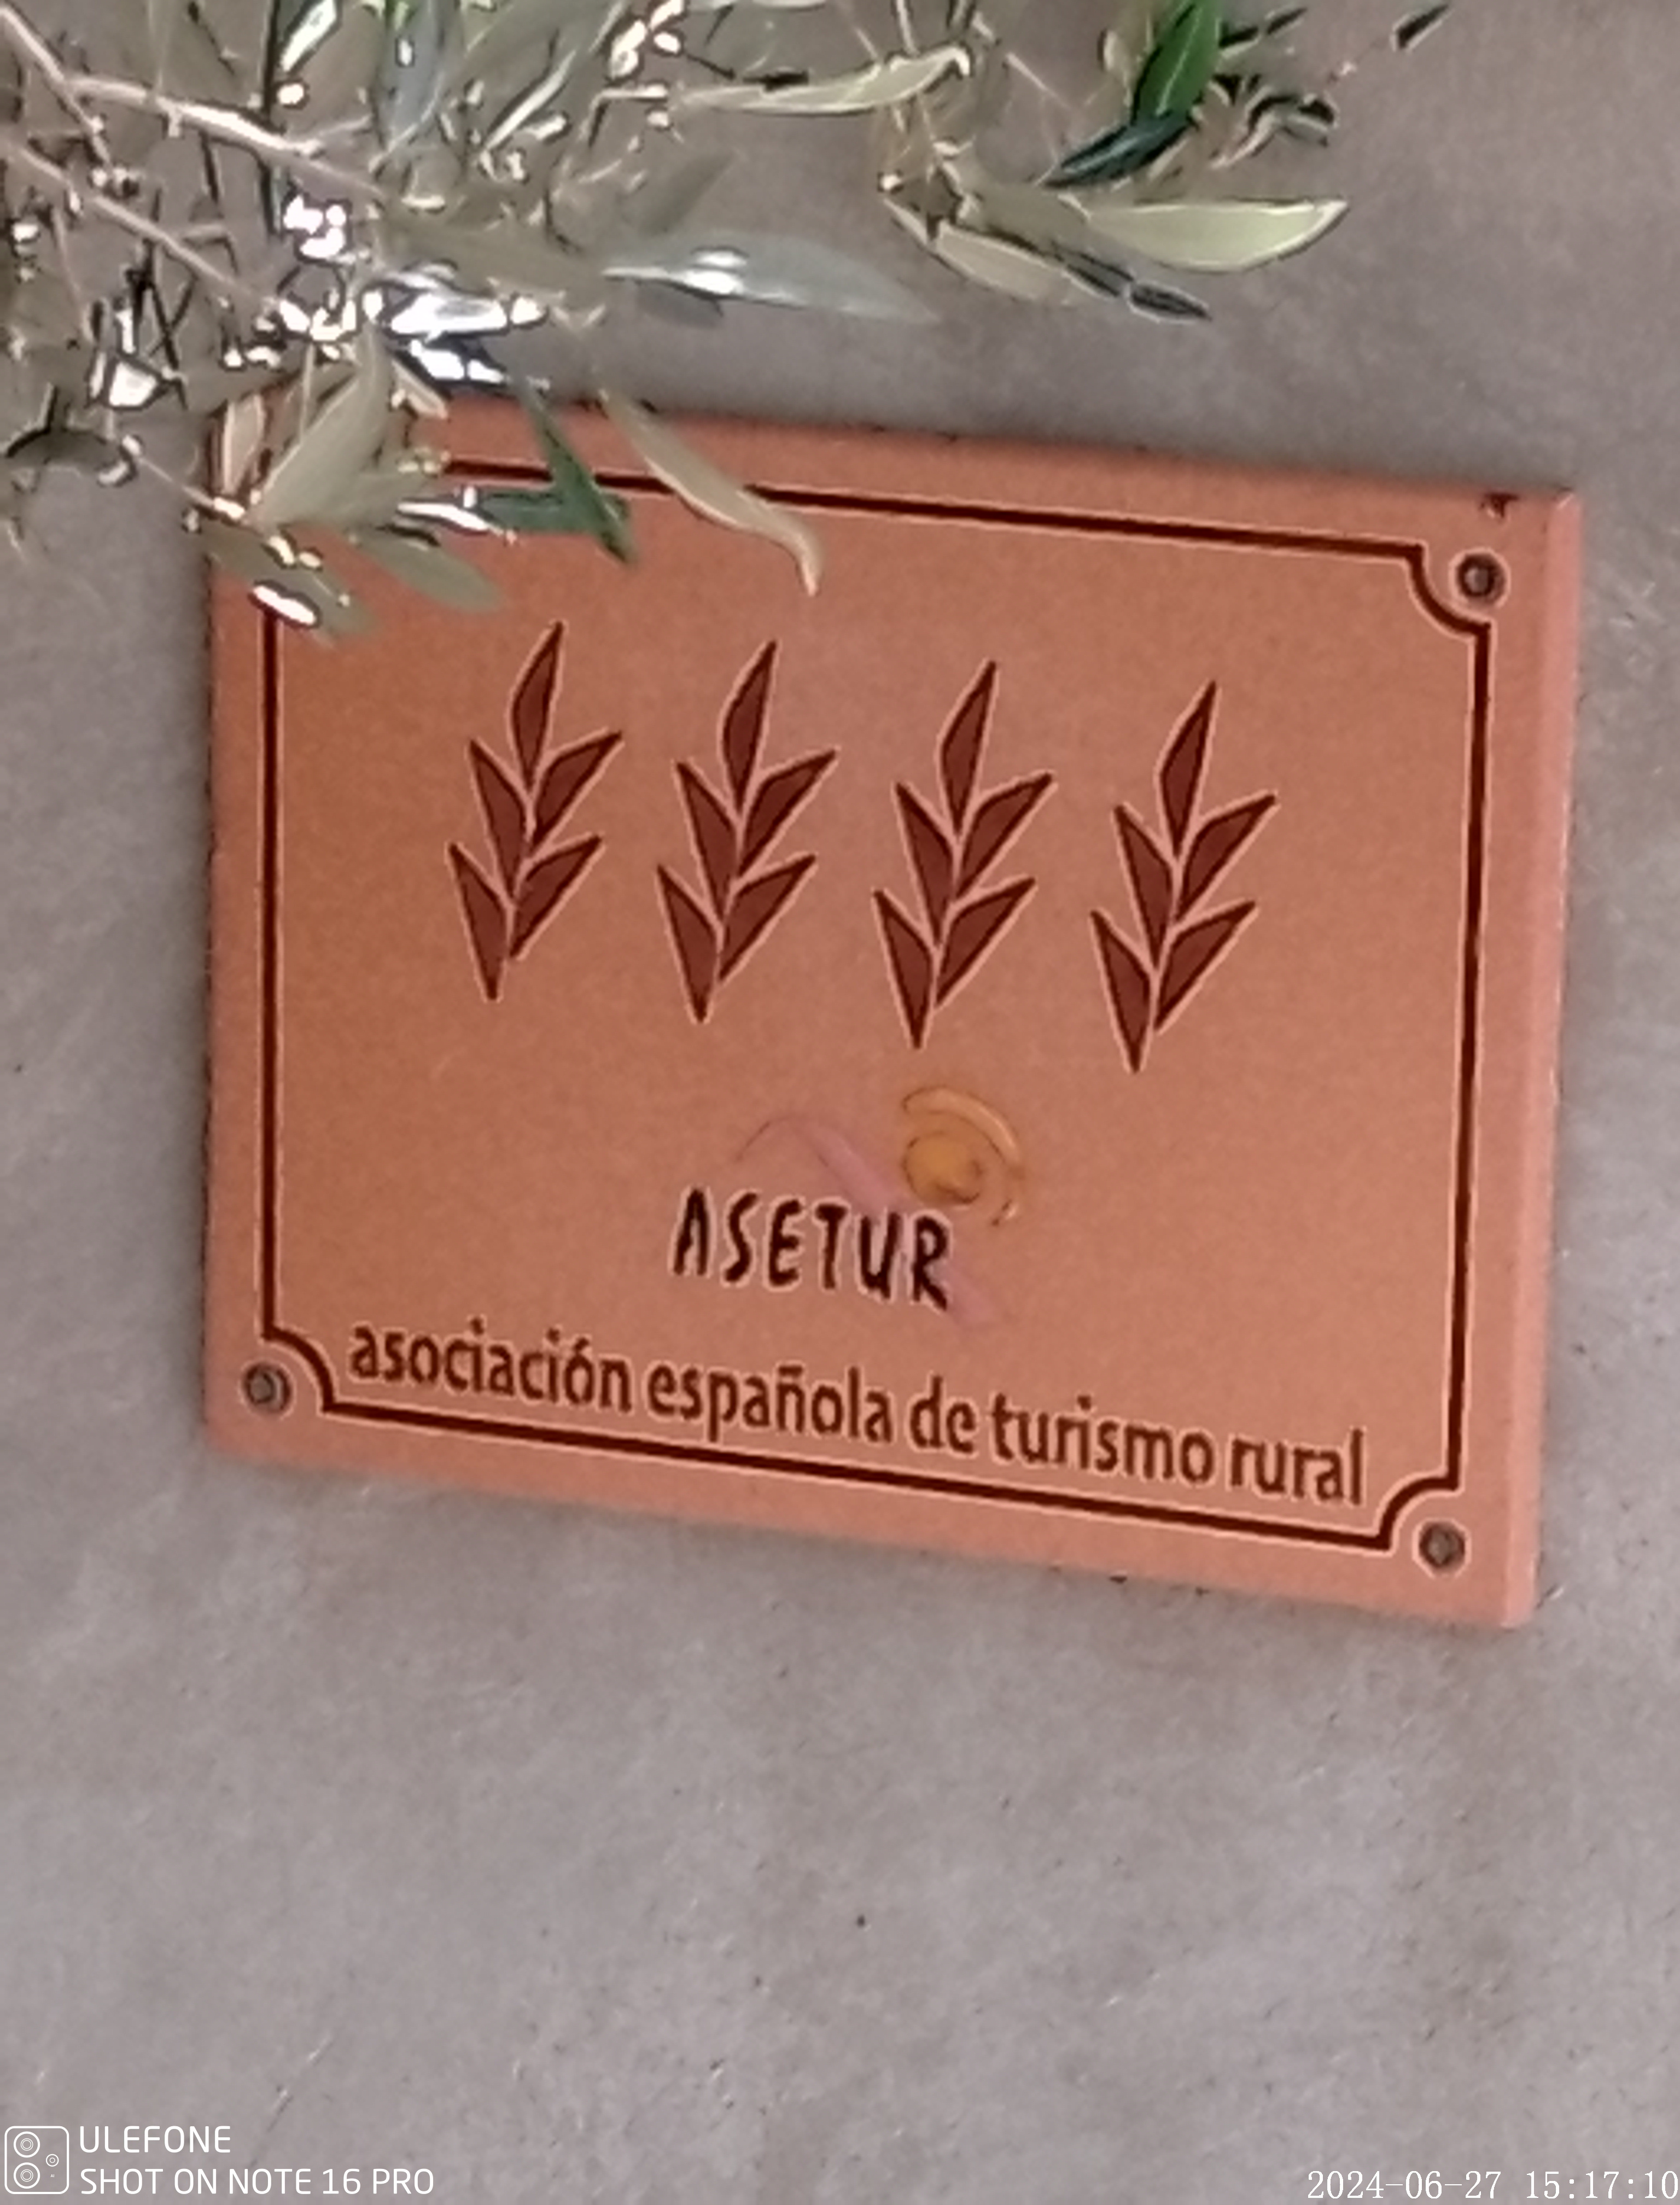 ASETUR
asociación española de turismo rural
ULEFONE
SHOT ON NOTE 16 PRO
2024-06-27 15:17:10